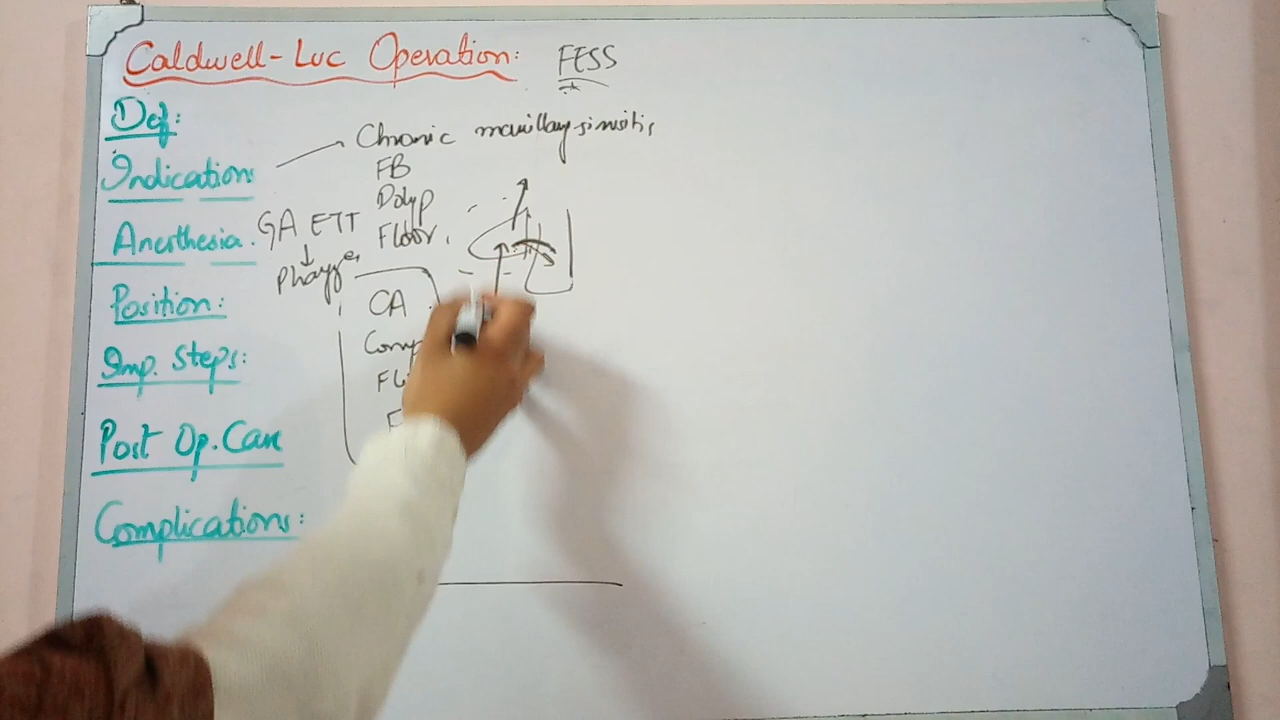 Caldwell-Luc Operation: FESS
Def:
Indication Chronic maxillary sinusitis
FB
Polyp
Anesthesia. GA ETT Floor
Position:
CA
Imp. Steps:
Post Op. Care
Complications: